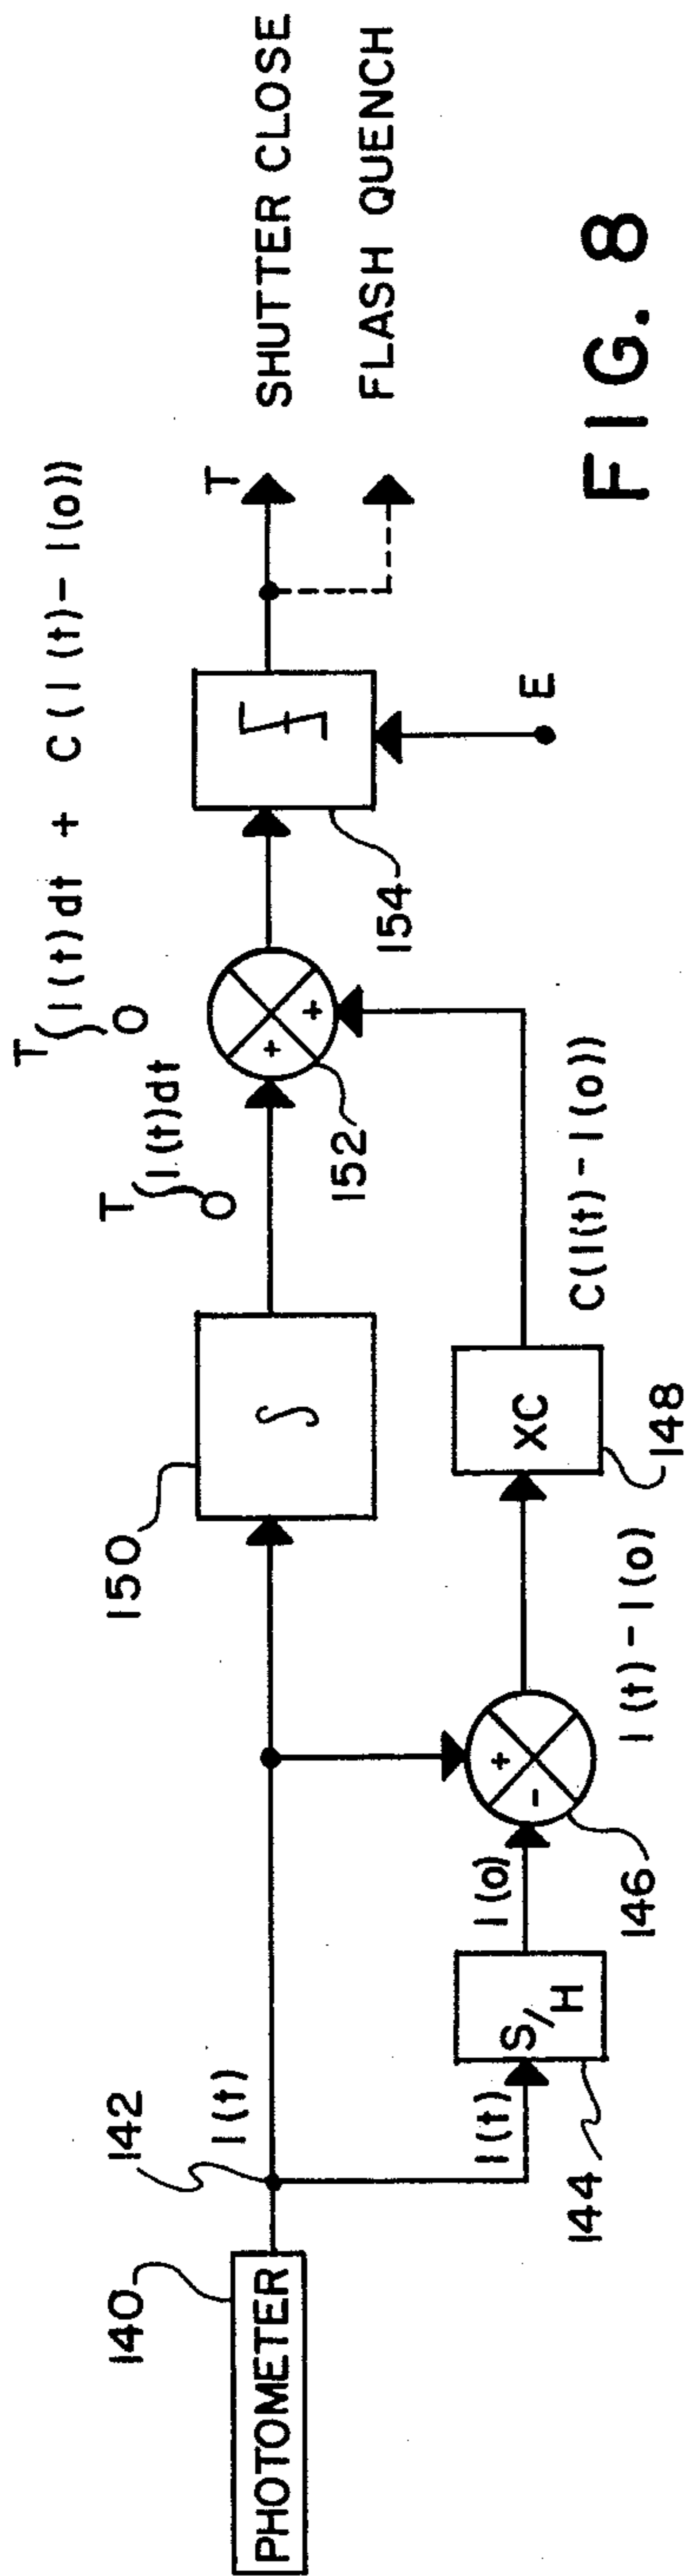 PHOTOMETER
140
142
I(t)
I(t)
S/H
144
I(o)
+
-
146
I(t) - I(o)
XC
148
C(I(t) - I(o))
150
∫
T
∫ I(t)dt
O
+
+
152
T
∫ I(t)dt + C(I(t) - I(o))
O
154
E
T
SHUTTER CLOSE
FLASH QUENCH
FIG. 8